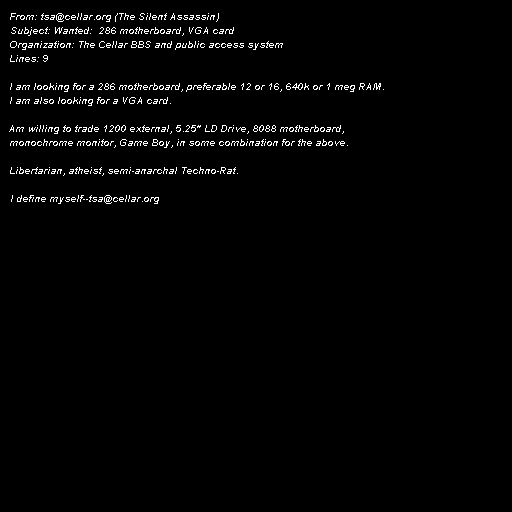 From: tsa@cellar.org (The Silent Assassin)
Subject: Wanted:  286 motherboard, VGA card
Organization: The Cellar BBS and public access system
Lines: 9
I am looking for a 286 motherboard, preferable 12 or 16, 640k or 1 meg RAM.
I am also looking for a VGA card.
Am willing to trade 1200 external, 5.25" LD Drive, 8088 motherboard,
monochrome monitor, Game Boy, in some combination for the above.
Libertarian, atheist, semi-anarchal Techno-Rat.
I define myself--tsa@cellar.org